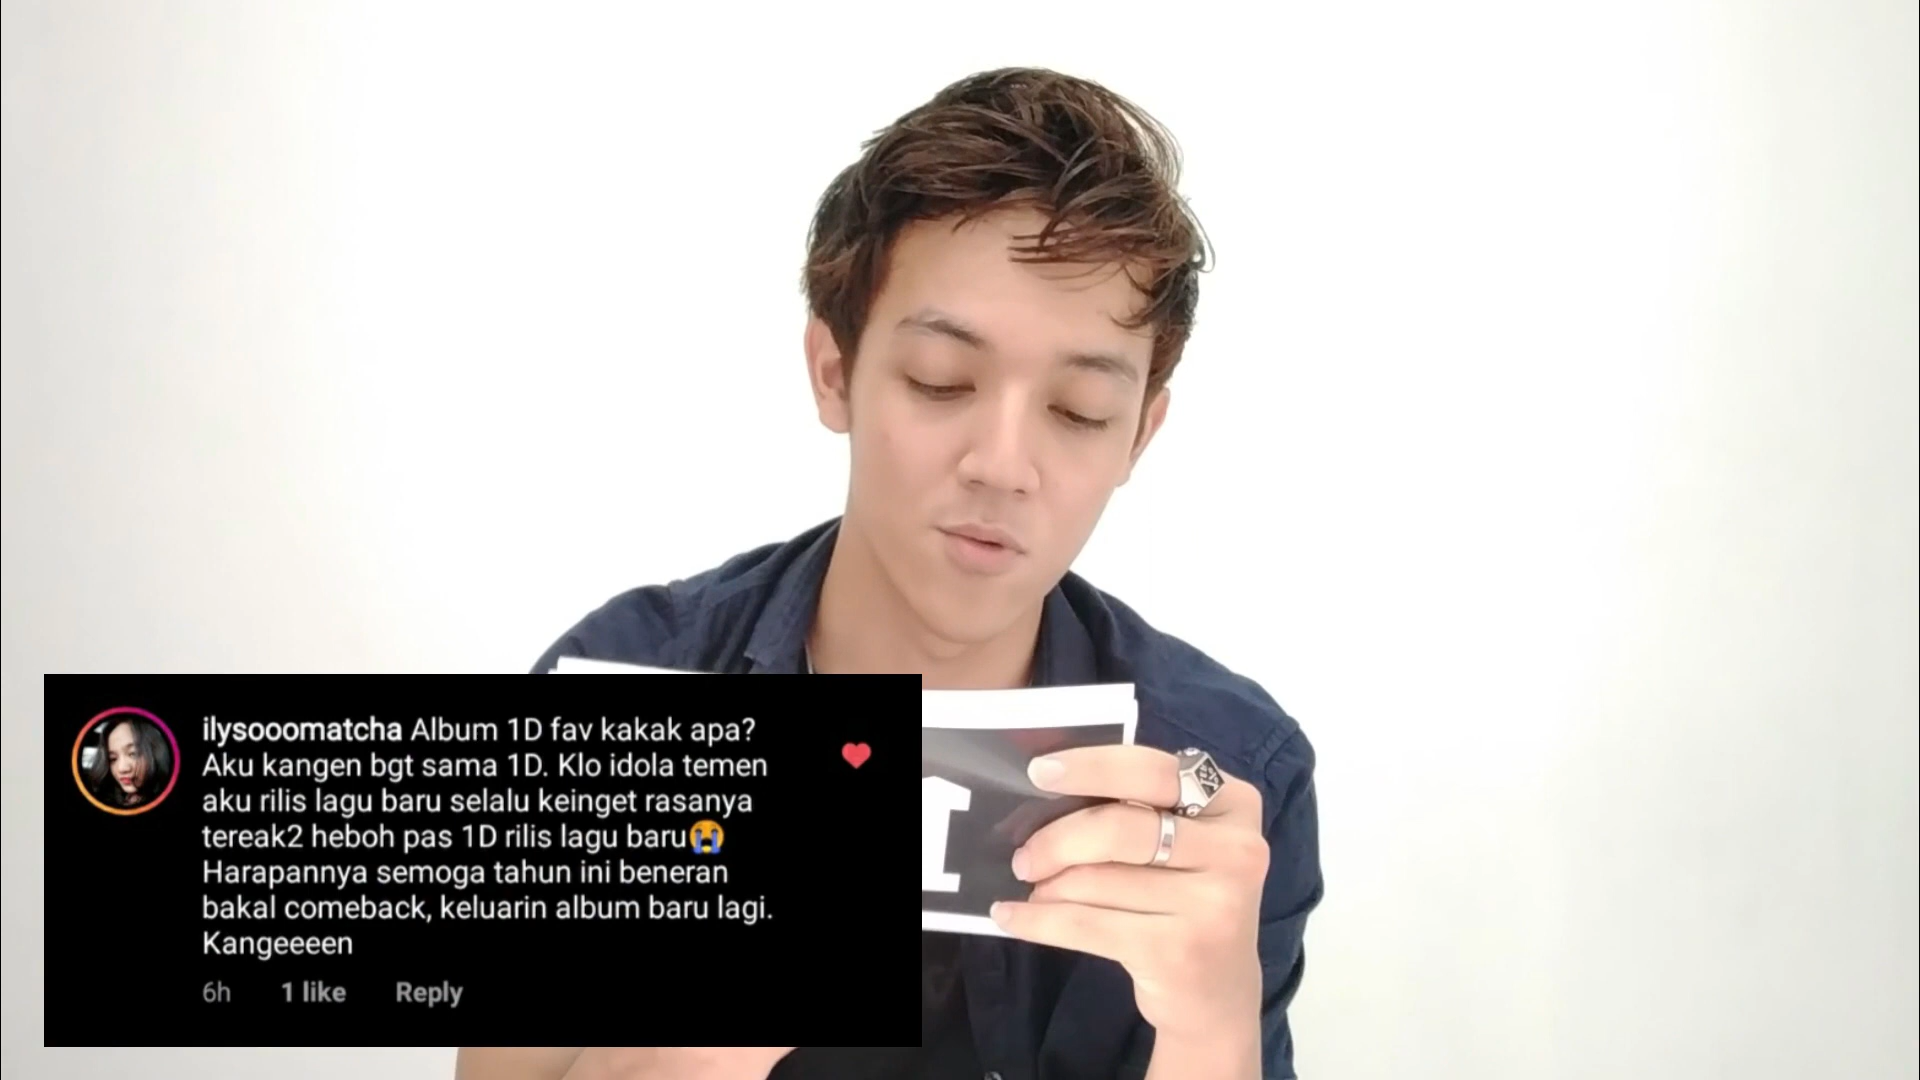 ilysooomatcha Album 1D fav kakak apa?
Aku kangen bgt sama 1D. Klo idola temen
aku rilis lagu baru selalu keinget rasanya
tereak2 heboh pas 1D rilis lagu baru😭
Harapannya semoga tahun ini beneran
bakal comeback, keluarin album baru lagi.
Kangeeeen
6h 1 like Reply